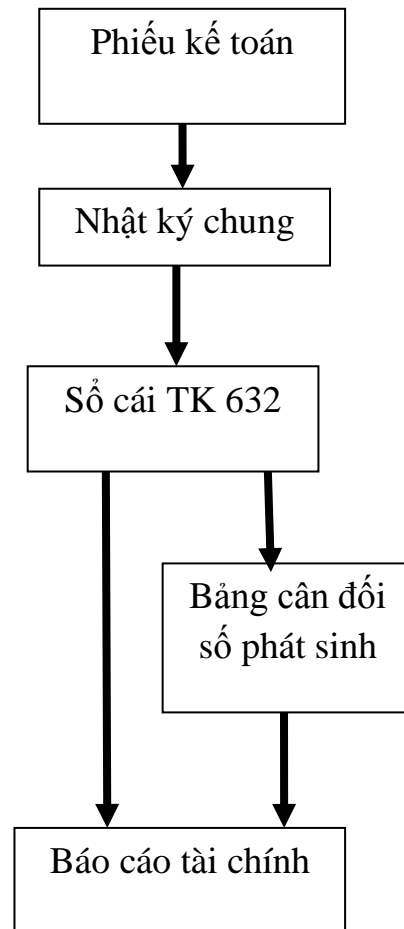 Phiếu kế toán
Nhật ký chung
Sổ cái TK 632
Bảng cân đối
số phát sinh
Báo cáo tài chính